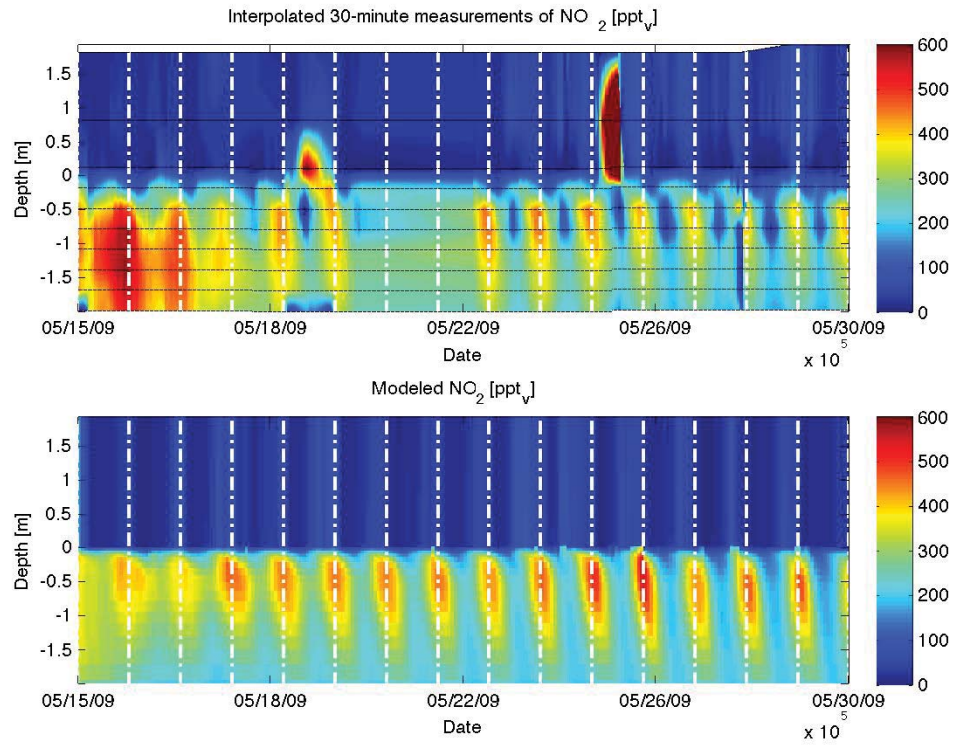 Interpolated 30-minute measurements of NO 2 [pptv]
Depth [m]
1.5
1
0.5
0
-0.5
-1
-1.5
05/15/09 05/18/09 05/22/09 05/26/09 05/30/09
Date
x 10^5
600
500
400
300
200
100
0
Modeled NO2 [pptv]
Depth [m]
1.5
1
0.5
0
-0.5
-1
-1.5
05/15/09 05/18/09 05/22/09 05/26/09 05/30/09
Date
x 10^5
600
500
400
300
200
100
0